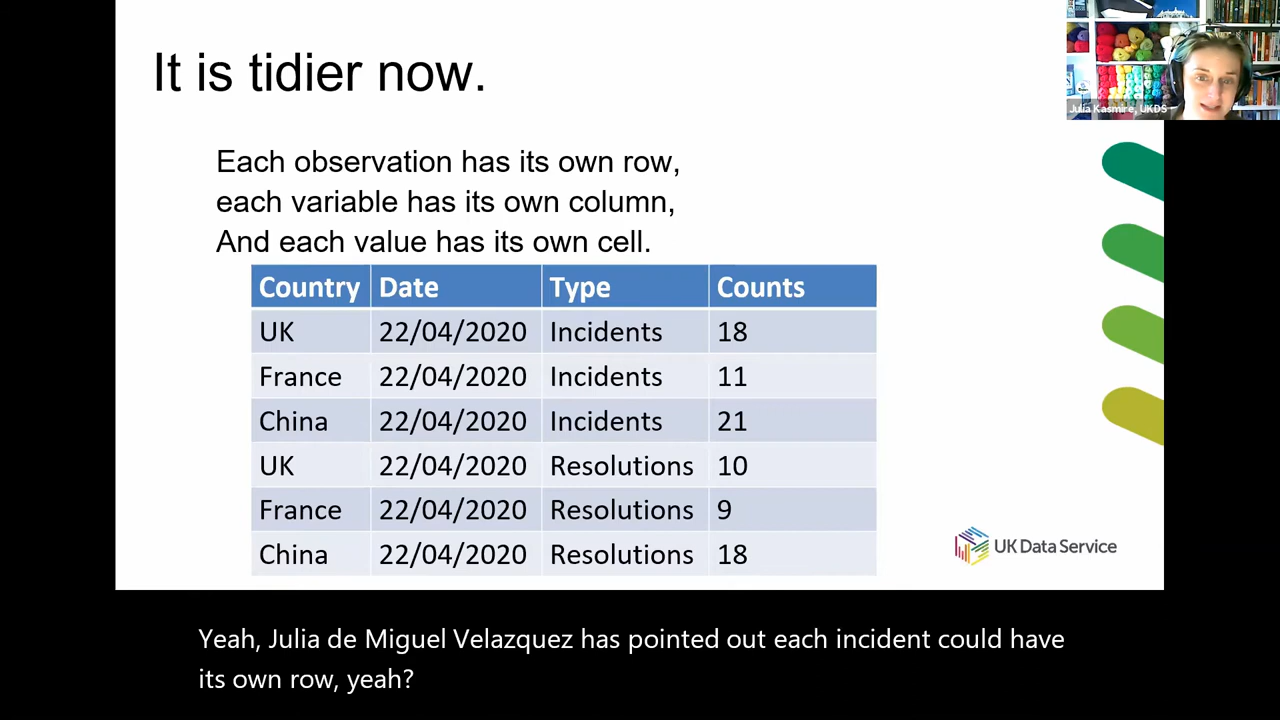 It is tidier now.
Julia Kasmire, UKDS
Each observation has its own row,
each variable has its own column,
And each value has its own cell.
Country Date Type Counts
UK 22/04/2020 Incidents 18
France 22/04/2020 Incidents 11
China 22/04/2020 Incidents 21
UK 22/04/2020 Resolutions 10
France 22/04/2020 Resolutions 9
China 22/04/2020 Resolutions 18
UK Data Service
Yeah, Julia de Miguel Velazquez has pointed out each incident could have
its own row, yeah?